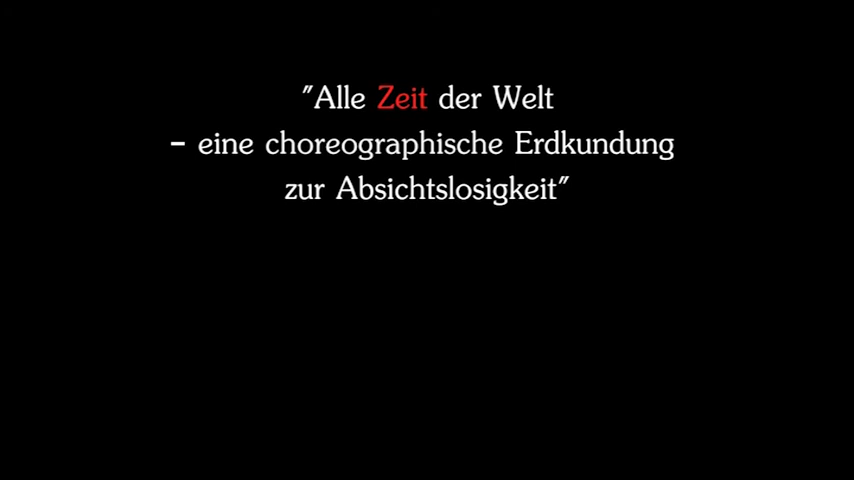 "Alle Zeit der Welt
- eine choreographische Erdkundung
zur Absichtslosigkeit"